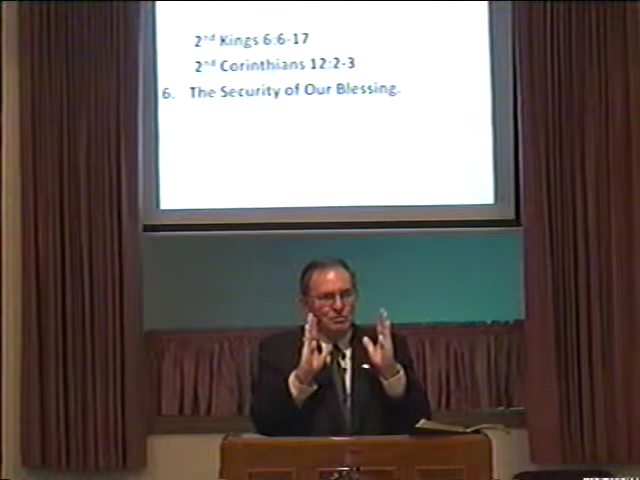 2nd Kings 6:6-17
2nd Corinthians 12:2-3
6. The Security of Our Blessing.